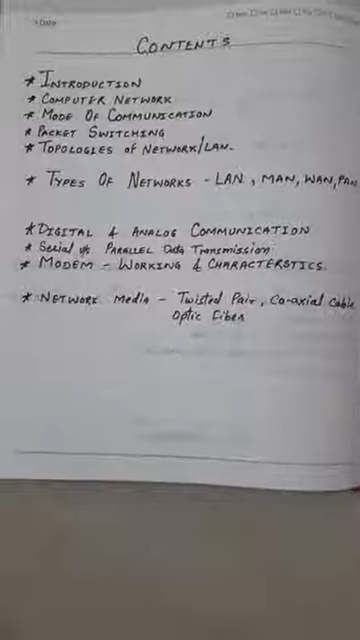 CONTENTS
* INTRODUCTION
* COMPUTER NETWORK
* MODE OF COMMUNICATION
* PACKET SWITCHING
* TOPOLOGIES OF NETWORK/LAN.
* TYPES OF NETWORKS - LAN, MAN, WAN, PAN
* DIGITAL & ANALOG COMMUNICATION
* Serial v/s PARALLEL Data TRANSMISSION
* MODEM - WORKING & CHARACTERSTICS.
* NETWORK Media - Twisted Pair, Co-axial Cable
Optic Fiber